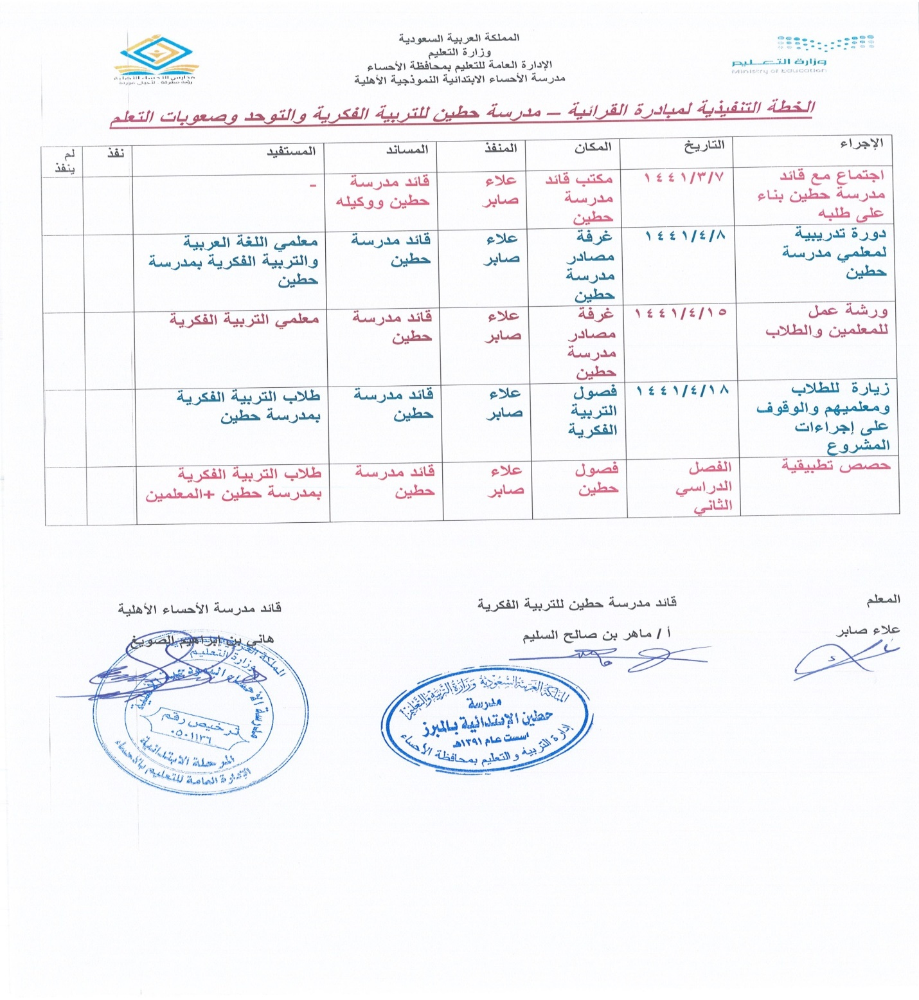 وزارة التعليم
Ministry of Education
المملكة العربية السعودية
وزارة التعليم
الإدارة العامة للتعليم بمحافظة الأحساء
مدرسة الأحساء الابتدائية النموذجية الأهلية
مدارس الأحساء الأهلية
الخطة التنفيذية لمبادرة القرائية – مدرسة حطين للتربية الفكرية والتوحد وصعوبات التعلم
الإجراء التاريخ المكان المنفذ المساند المستفيد نفذ لم
ينفذ
اجتماع مع قائد ١٤٤١/٣/٧ مكتب قائد علاء قائد مدرسة -
مدرسة حطين بناء مدرسة صابر حطين ووكيله
على طلبه حطين
دورة تدريبية ١٤٤١/٤/٨ غرفة علاء قائد مدرسة معلمي اللغة العربية
لمعلمي مدرسة مصادر صابر حطين والتربية الفكرية بمدرسة
حطين مدرسة حطين
حطين
ورشة عمل ١٤٤١/٤/١٥ غرفة علاء قائد مدرسة معلمي التربية الفكرية
للمعلمين والطلاب مصادر صابر حطين
مدرسة
حطين
زيارة للطلاب ١٤٤١/٤/١٨ فصول علاء قائد مدرسة طلاب التربية الفكرية
ومعلميهم والوقوف التربية صابر حطين بمدرسة حطين
على إجراءات الفكرية
المشروع
حصص تطبيقية الفصل فصول علاء قائد مدرسة طلاب التربية الفكرية
الدراسي حطين صابر حطين بمدرسة حطين +المعلمين
الثاني
المعلم قائد مدرسة حطين للتربية الفكرية قائد مدرسة الأحساء الأهلية
علاء صابر أ / ماهر بن صالح السليم هاني بن إبراهيم الصويغ
المملكة العربية السعودية وزارة التربية والتعليم
مدرسة
حطين الإبتدائية بالمبرز
اسست عام ١٣٩١هـ
إدارة التربية و التعليم بمحافظة الأحساء
وزارة التعليم
ترخيص رقم
٠٥٠١١٣٦
المرحلة الابتدائية
الإدارة العامة للتعليم بالأحساء